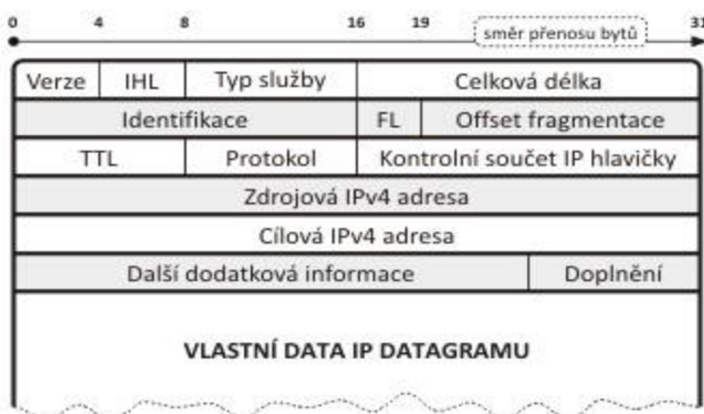 0 4 8 16 19 31
směr přenosu bytů
Verze IHL Typ služby Celková délka
Identifikace FL Offset fragmentace
TTL Protokol Kontrolní součet IP hlavičky
Zdrojová IPv4 adresa
Cílová IPv4 adresa
Další dodatková informace Doplnění
VLASTNÍ DATA IP DATAGRAMU